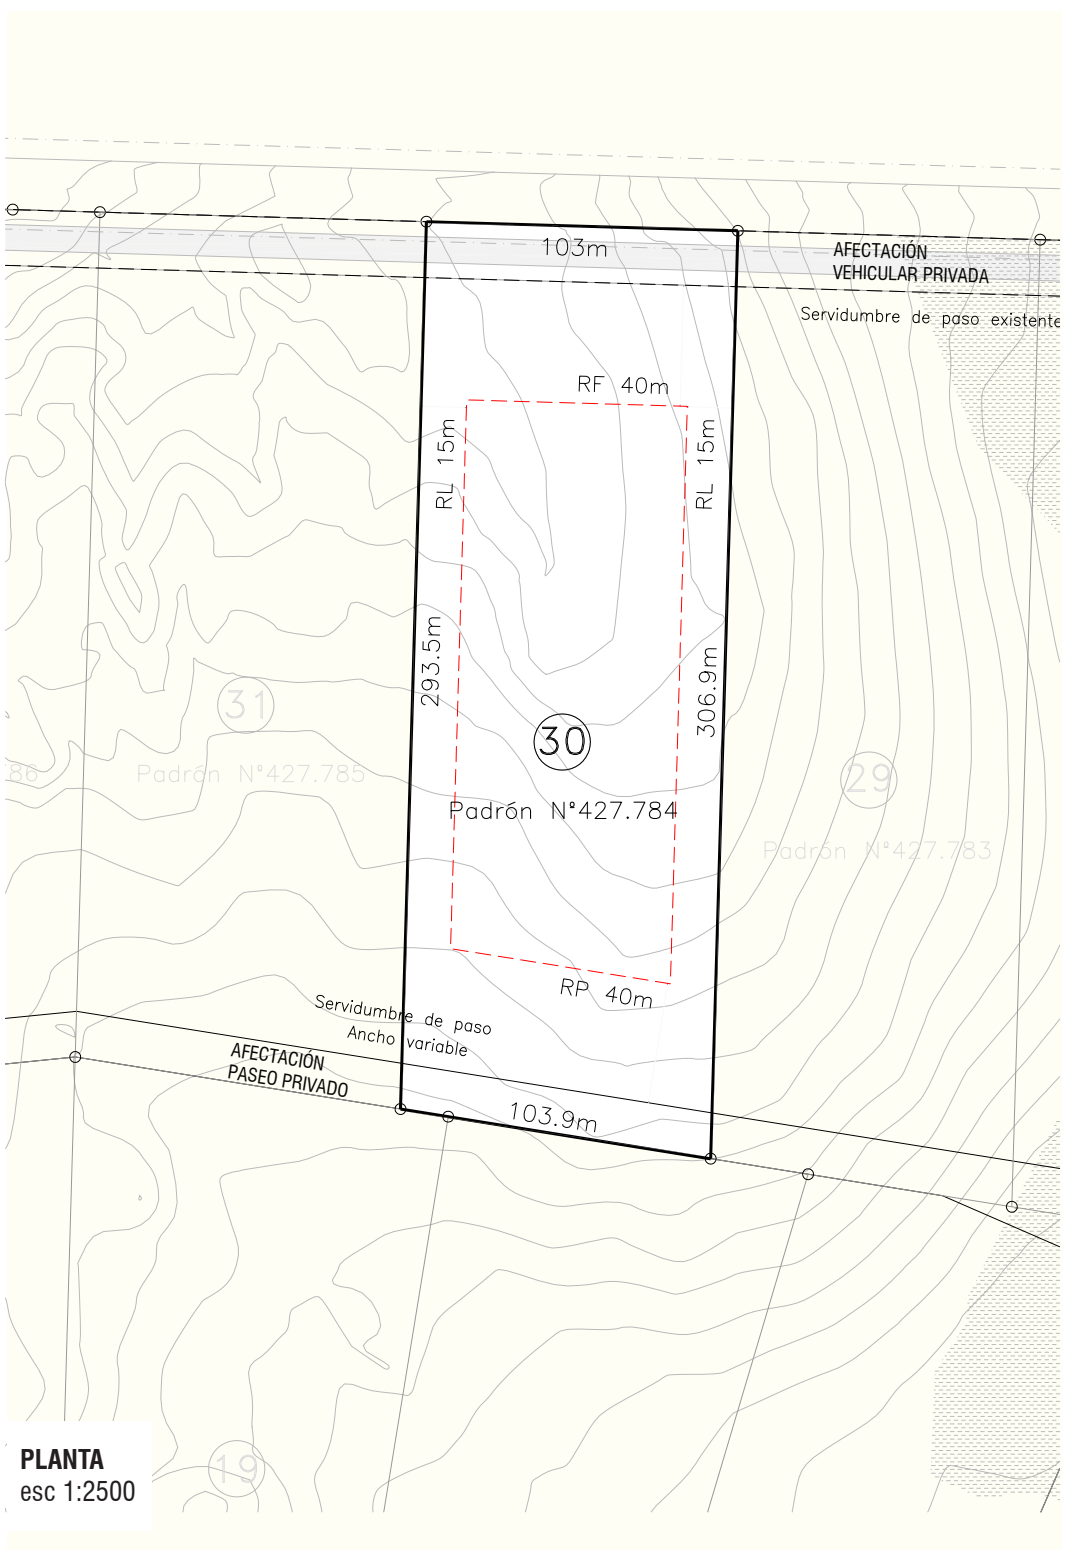 103m
AFECTACIÓN
VEHICULAR PRIVADA
Servidumbre de paso existente
RF 40m
RL 15m
RL 15m
293.5m
306.9m
31
30
29
86
Padrón N°427.785
Padrón N°427.784
Padrón N°427.783
RP 40m
Servidumbre de paso
Ancho variable
AFECTACIÓN
PASEO PRIVADO
103.9m
19
PLANTA
esc 1:2500